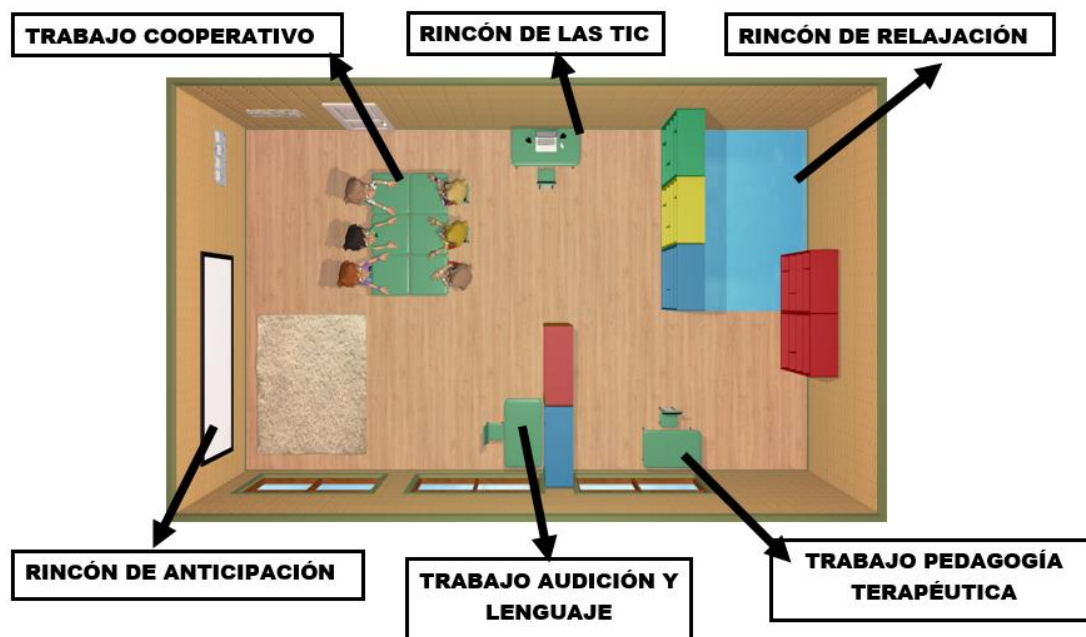 TRABAJO COOPERATIVO
RINCÓN DE LAS TIC
RINCÓN DE RELAJACIÓN
RINCÓN DE ANTICIPACIÓN
TRABAJO AUDICIÓN Y
LENGUAJE
TRABAJO PEDAGOGÍA
TERAPÉUTICA